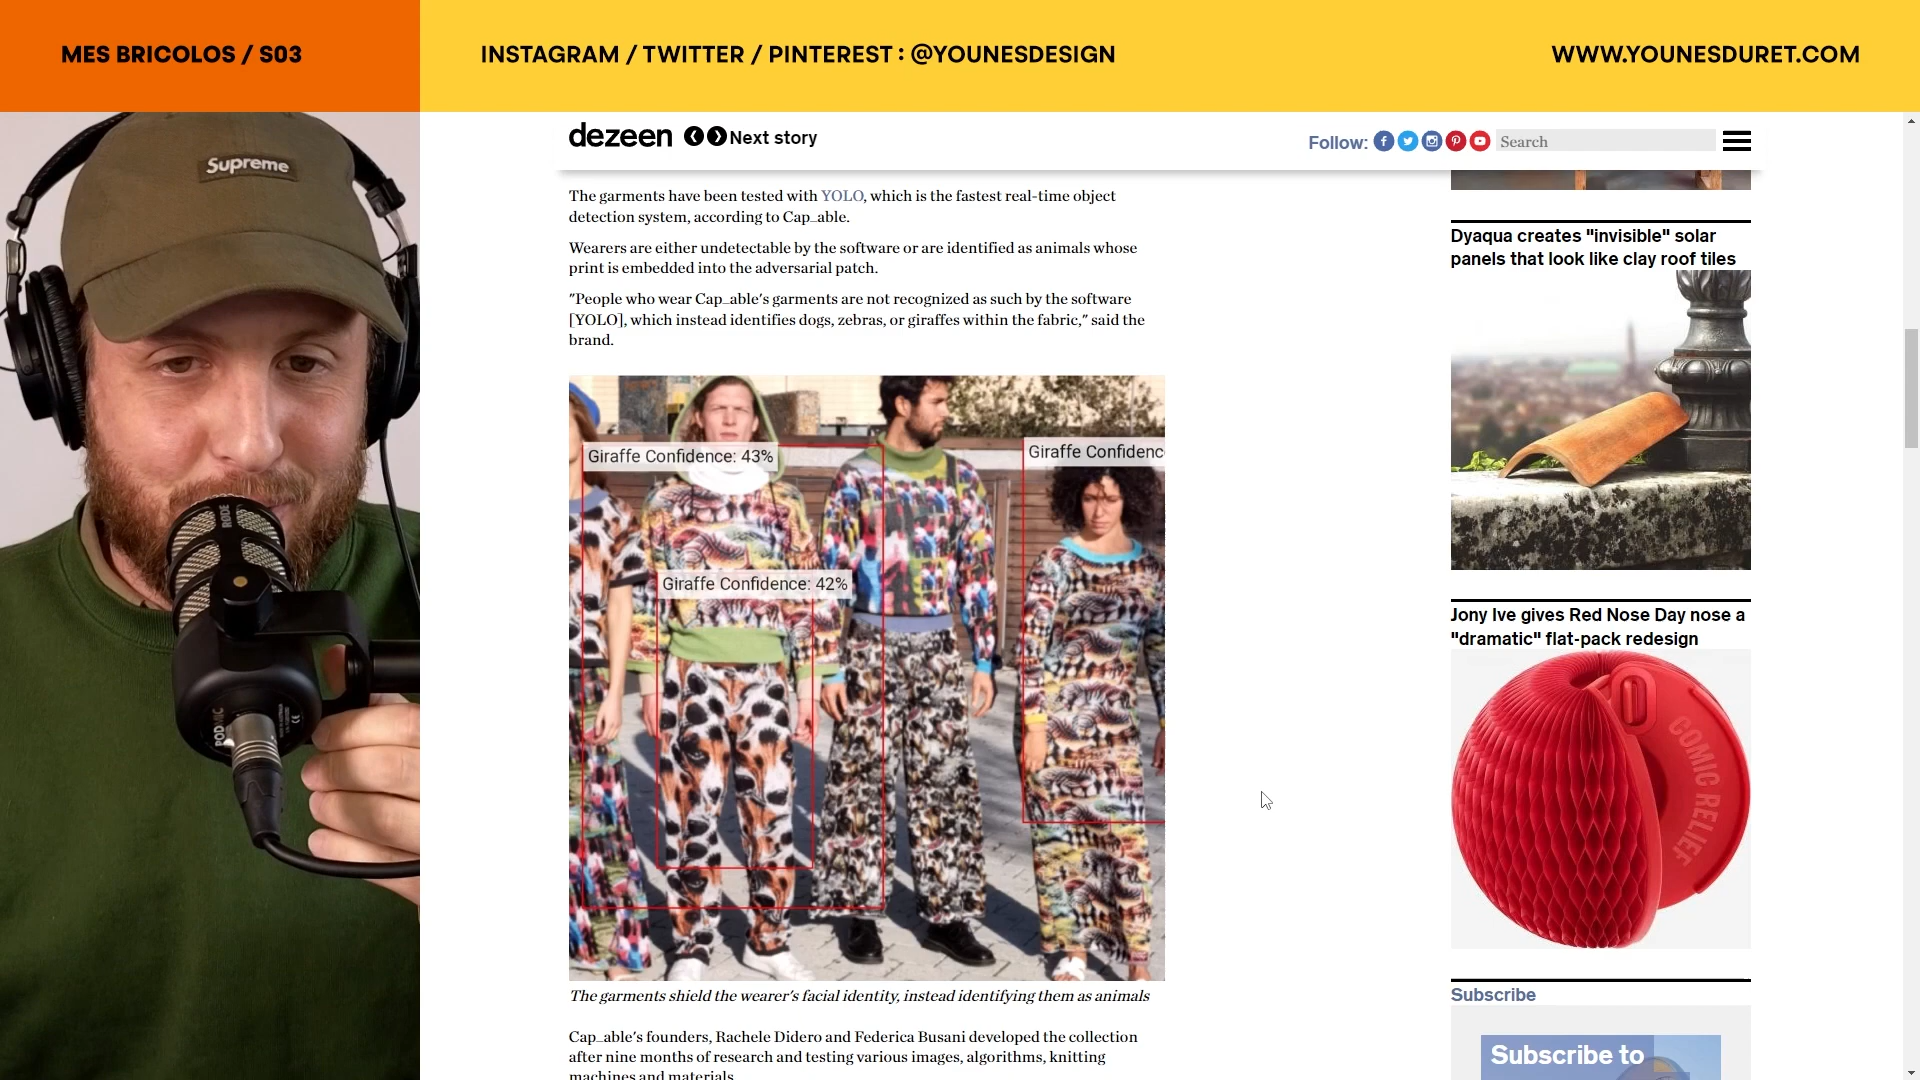 MES BRICOLOS / S03
INSTAGRAM / TWITTER / PINTEREST : @YOUNESDESIGN
WWW.YOUNESDURET.COM
Supreme
RODE
PODMIC
dezeen
Next story
Follow:
Search
The garments have been tested with YOLO, which is the fastest real-time object
detection system, according to Cap_able.
Wearers are either undetectable by the software or are identified as animals whose
print is embedded into the adversarial patch.
"People who wear Cap_able's garments are not recognized as such by the software
[YOLO], which instead identifies dogs, zebras, or giraffes within the fabric," said the
brand.
Giraffe Confidence: 43%
Giraffe Confidenc
Giraffe Confidence: 42%
The garments shield the wearer's facial identity, instead identifying them as animals
Cap_able's founders, Rachele Didero and Federica Busani developed the collection
after nine months of research and testing various images, algorithms, knitting
machines and materials.
Dyaqua creates "invisible" solar
panels that look like clay roof tiles
Jony Ive gives Red Nose Day nose a
"dramatic" flat-pack redesign
COMIC RELIEF
Subscribe
Subscribe to